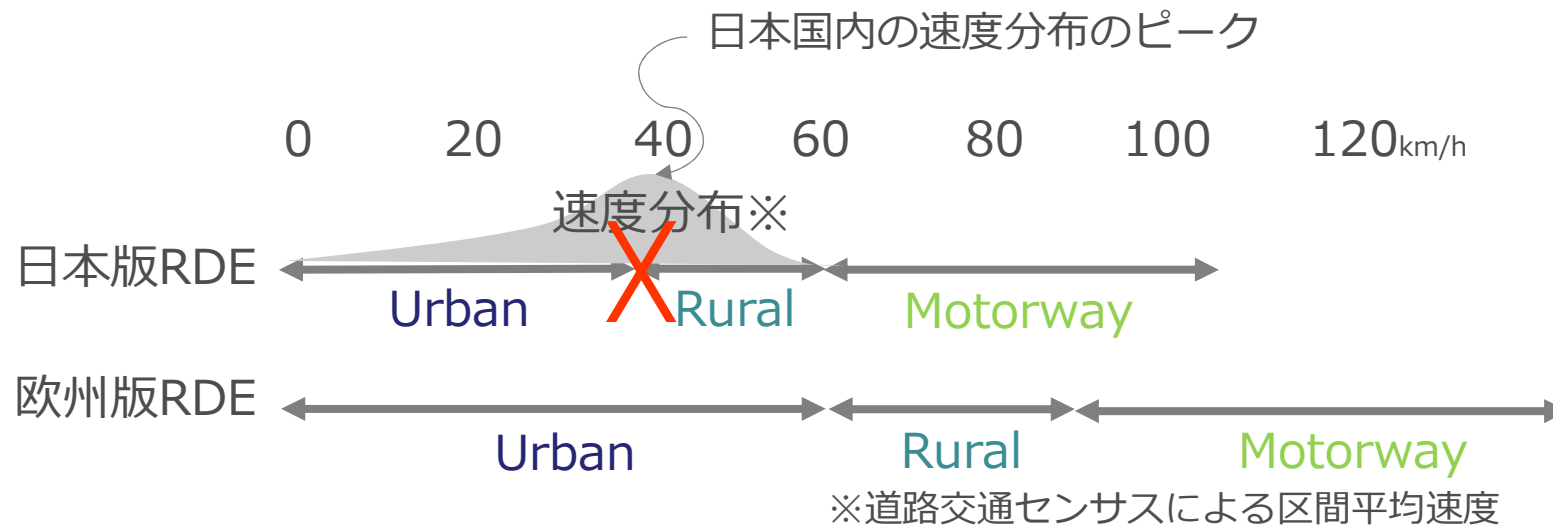 日本国内の速度分布のピーク
0 20 40 60 80 100 120km/h
速度分布※
日本版RDE
Urban Rural Motorway
欧州版RDE
Urban Rural Motorway
※道路交通センサスによる区間平均速度